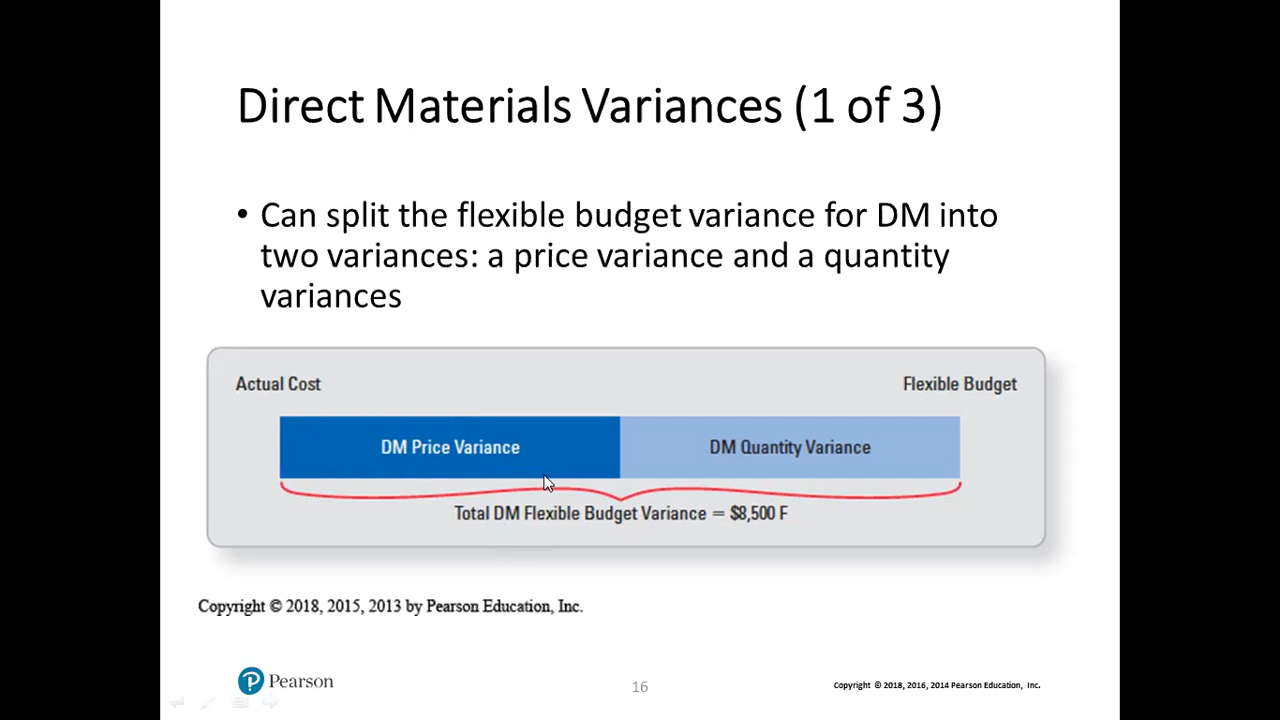 Direct Materials Variances (1 of 3)
• Can split the flexible budget variance for DM into
two variances: a price variance and a quantity
variances
Actual Cost
Flexible Budget
DM Price Variance
DM Quantity Variance
Total DM Flexible Budget Variance = $8,500 F
Copyright © 2018, 2015, 2013 by Pearson Education, Inc.
P Pearson
16
Copyright © 2018, 2016, 2014 Pearson Education, Inc.